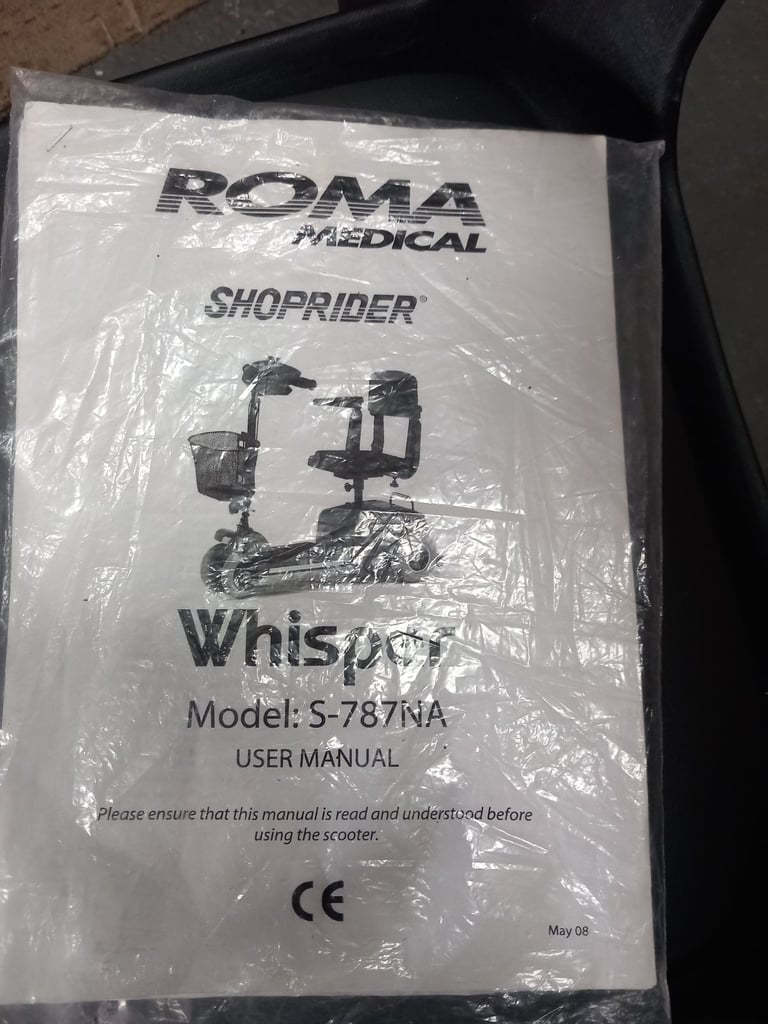 ROMA
MEDICAL
SHOPRIDER®
Whisper
Model: S-787NA
USER MANUAL
Please ensure that this manual is read and understood before
using the scooter.
CE
May 08